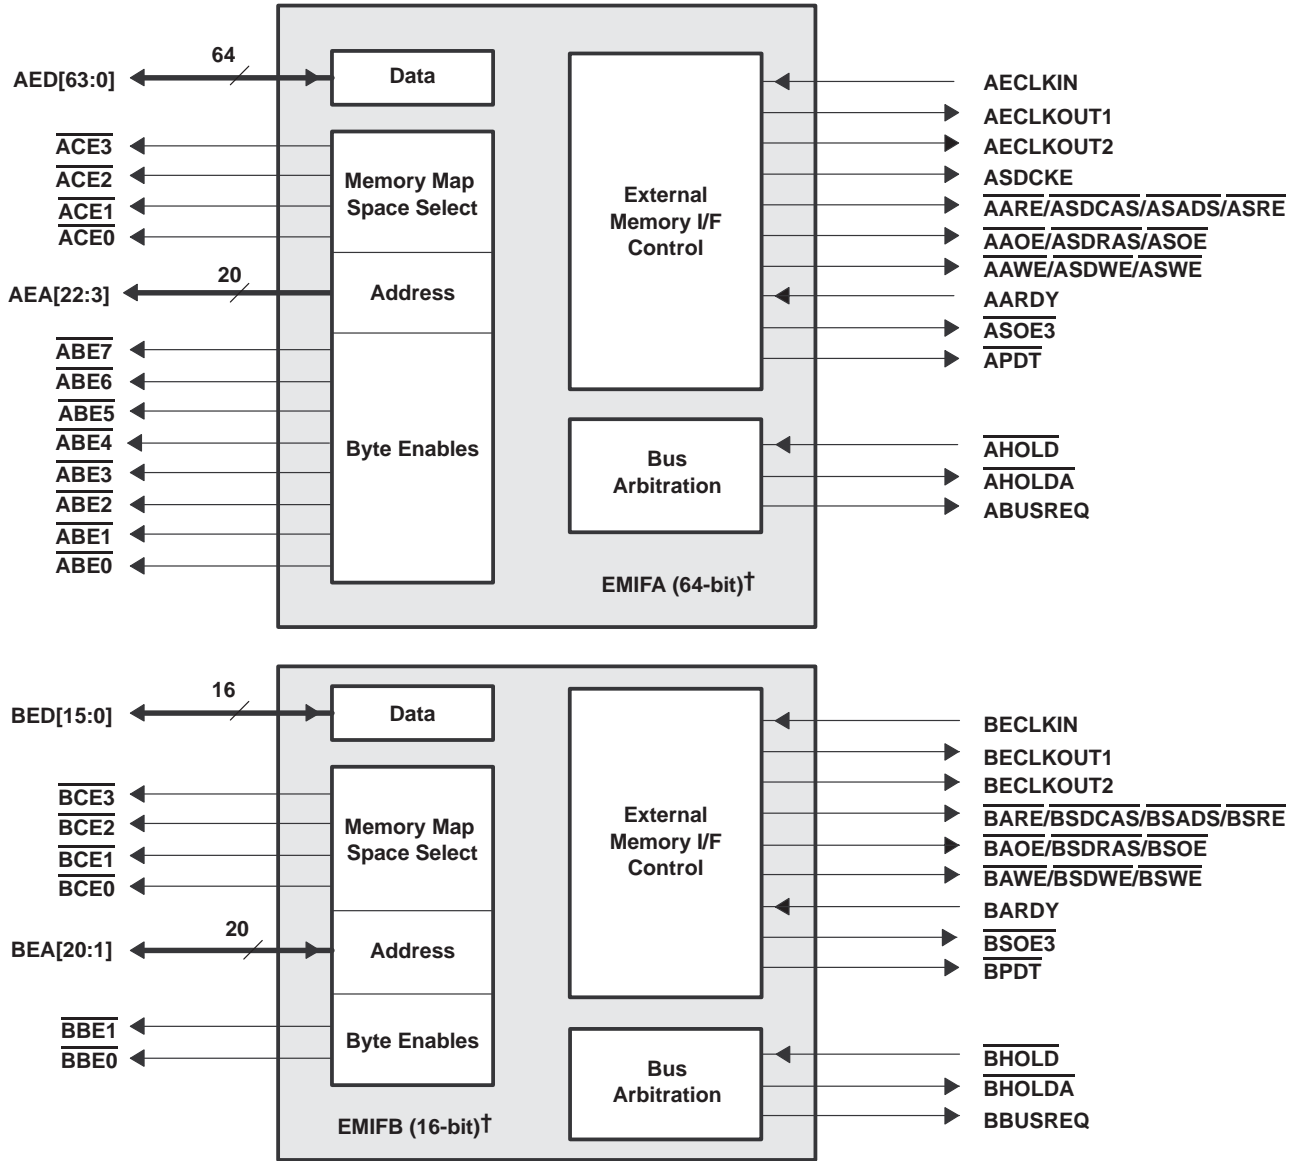 64
AED[63:0]
Data
ACE3
ACE2
ACE1
ACE0
Memory Map
Space Select
20
AEA[22:3]
Address
ABE7
ABE6
ABE5
ABE4
ABE3
ABE2
ABE1
ABE0
Byte Enables
External
Memory I/F
Control
AECLKIN
AECLKOUT1
AECLKOUT2
ASDCKE
AARE/ASDCAS/ASADS/ASRE
AAOE/ASDRAS/ASOE
AAWE/ASDWE/ASWE
AARDY
ASOE3
APDT
Bus
Arbitration
AHOLD
AHOLDA
ABUSREQ
EMIFA (64-bit)†
16
BED[15:0]
Data
BCE3
BCE2
BCE1
BCE0
Memory Map
Space Select
20
BEA[20:1]
Address
BBE1
BBE0
Byte Enables
External
Memory I/F
Control
BECLKIN
BECLKOUT1
BECLKOUT2
BARE/BSDCAS/BSADS/BSRE
BAOE/BSDRAS/BSOE
BAWE/BSDWE/BSWE
BARDY
BSOE3
BPDT
Bus
Arbitration
BHOLD
BHOLDA
BBUSREQ
EMIFB (16-bit)†